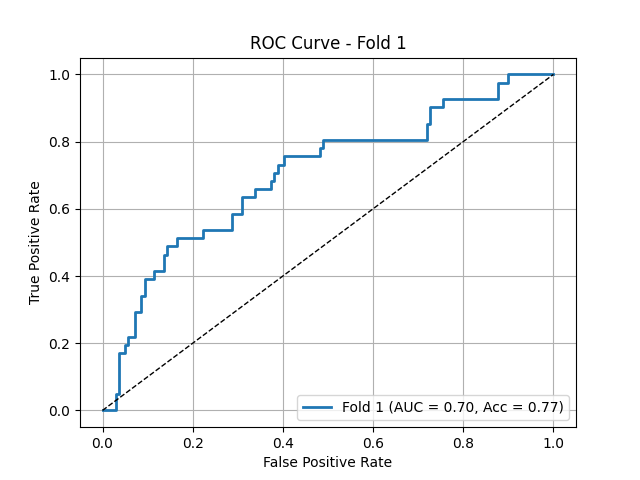 ROC Curve - Fold 1
True Positive Rate
1.0
0.8
0.6
0.4
0.2
0.0
Fold 1 (AUC = 0.70, Acc = 0.77)
0.0 0.2 0.4 0.6 0.8 1.0
False Positive Rate